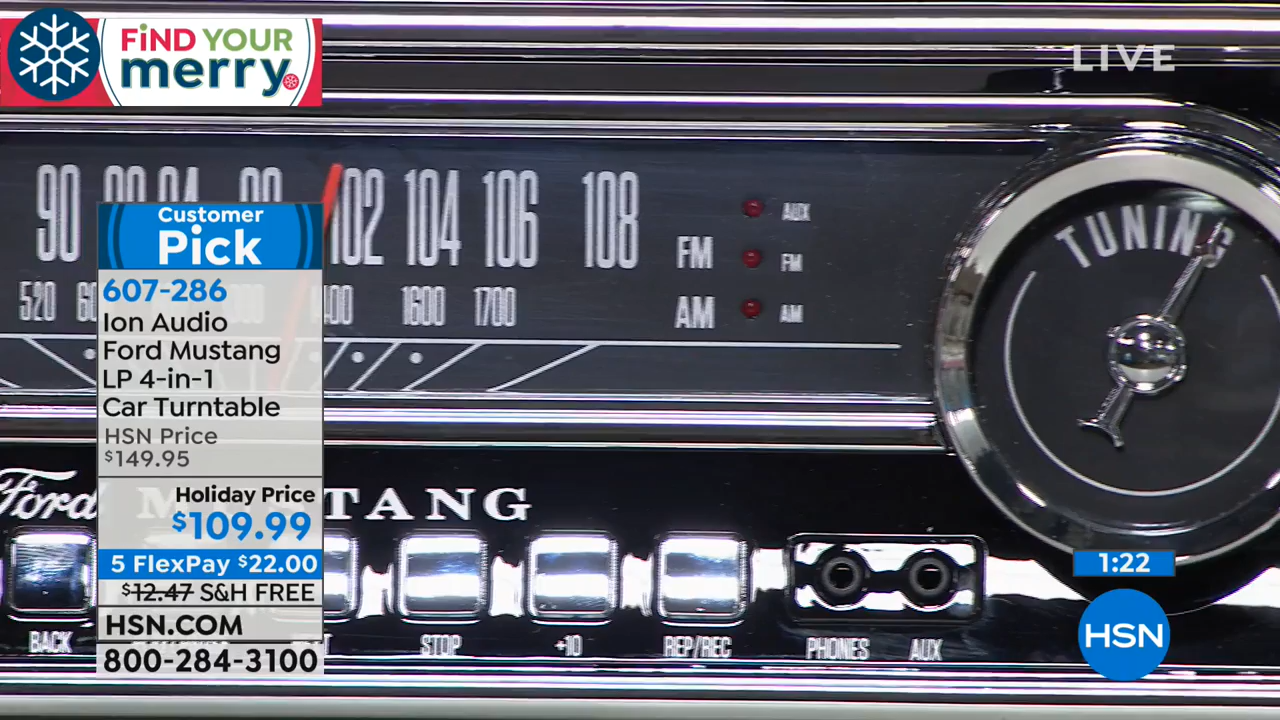 FiND YOUR
merry
LIVE
90
102 104 106 108
520
1600 1700
FM
AM
AUX
FM
AM
TUNING
Customer
Pick
607-286
Ion Audio
Ford Mustang
LP 4-in-1
Car Turntable
HSN Price
$149.95
Holiday Price
$109.99
5 FlexPay $22.00
$12.47 S&H FREE
HSN.COM
800-284-3100
Ford MUSTANG
BACK
STOP
+10
REP/REC
PHONES
AUX
1:22
HSN